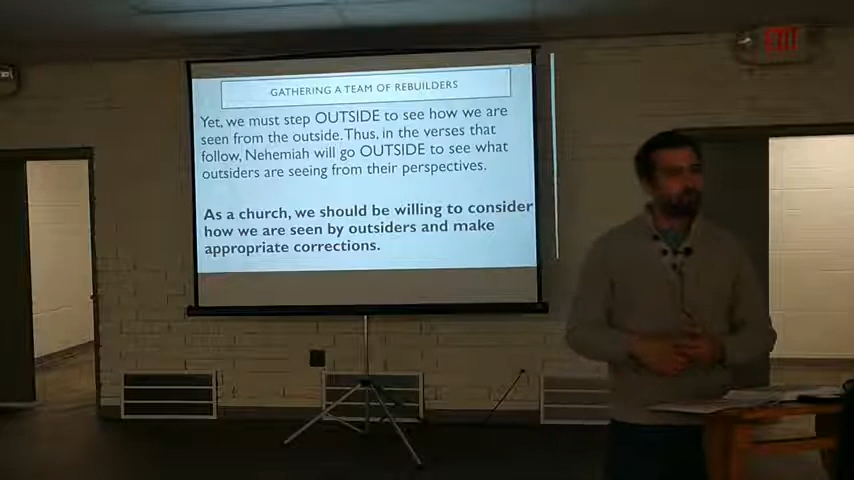 EXIT
GATHERING A TEAM OF REBUILDERS
Yet, we must step OUTSIDE to see how we are
seen from the outside. Thus, in the verses that
follow, Nehemiah will go OUTSIDE to see what
outsiders are seeing from their perspectives.
As a church, we should be willing to consider
how we are seen by outsiders and make
appropriate corrections.